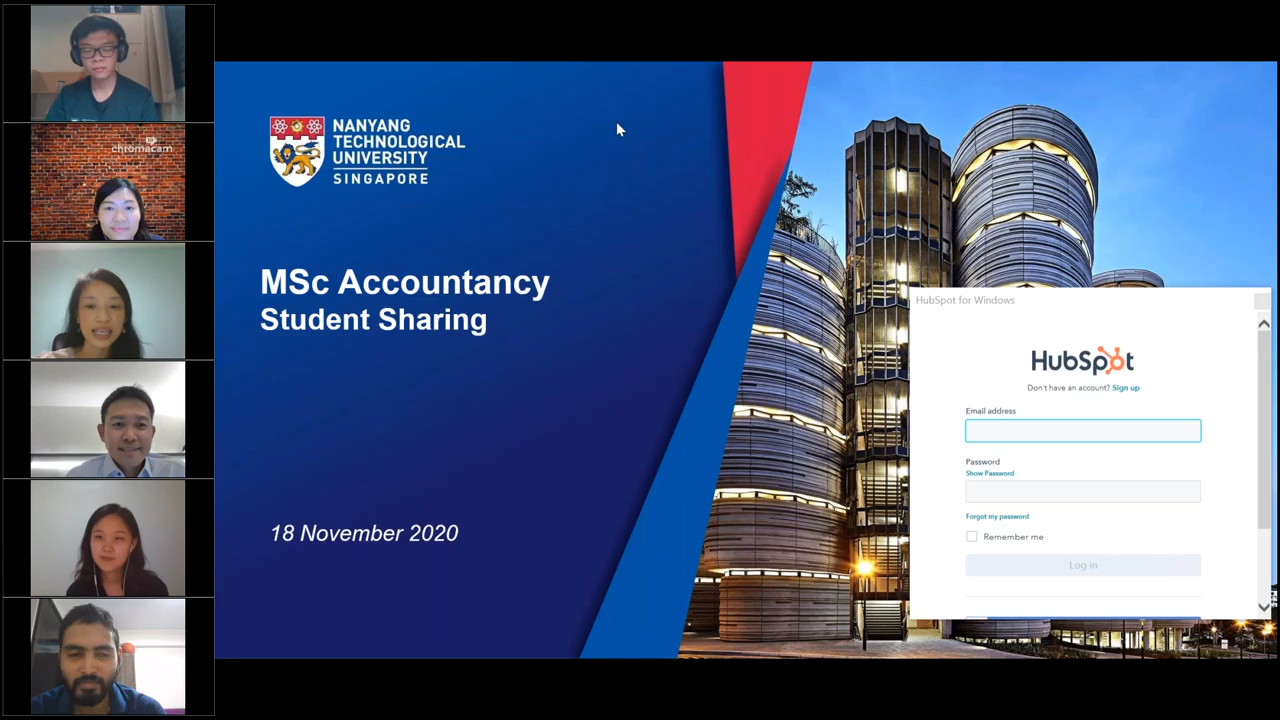 chromacam
NANYANG
TECHNOLOGICAL
UNIVERSITY
SINGAPORE
MSc Accountancy
Student Sharing
18 November 2020
HubSpot for Windows
HubSpot
Don't have an account? Sign up
Email address
Password
Show Password
Forgot my password
Remember me
Log in